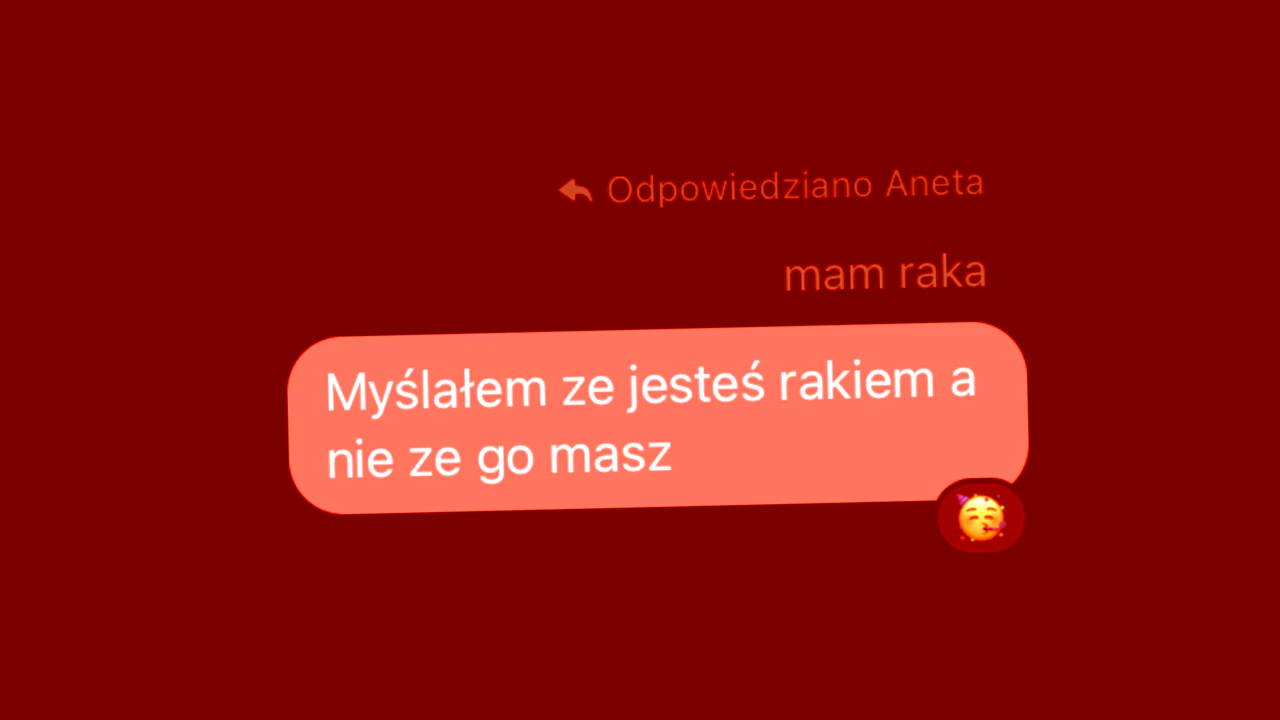 Odpowiedziano Aneta
mam raka
Myślałem ze jesteś rakiem a
nie ze go masz